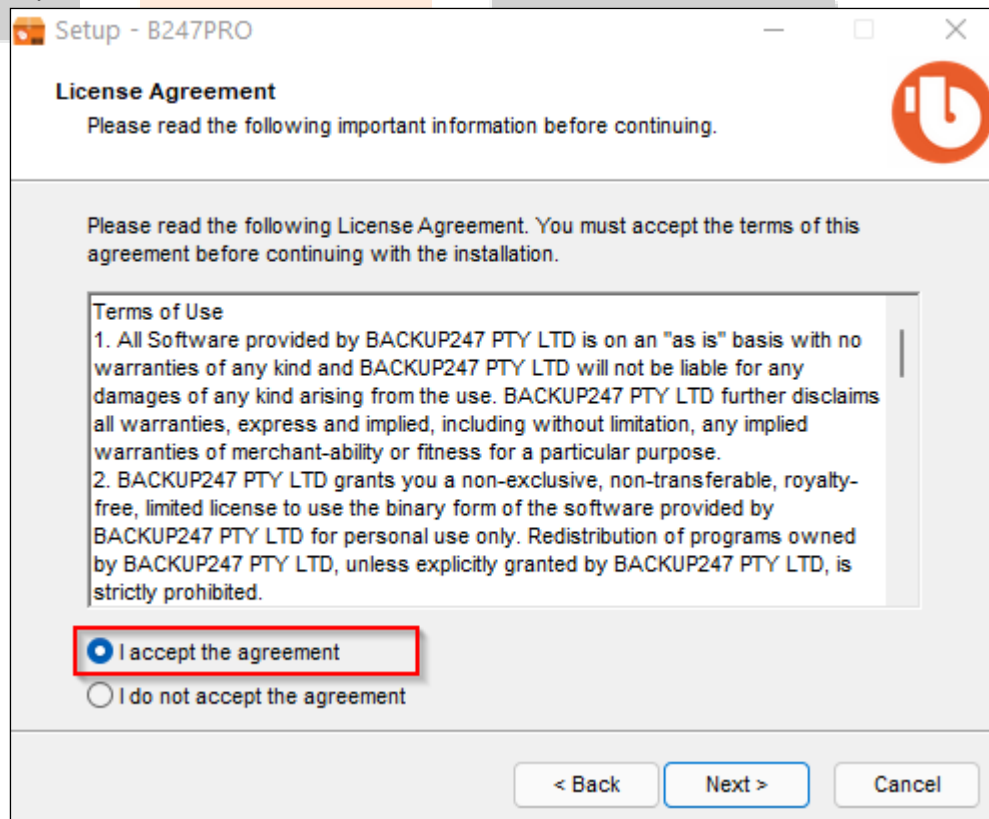 Setup - B247PRO
License Agreement
Please read the following important information before continuing.
Please read the following License Agreement. You must accept the terms of this
agreement before continuing with the installation.
Terms of Use
1. All Software provided by BACKUP247 PTY LTD is on an "as is" basis with no
warranties of any kind and BACKUP247 PTY LTD will not be liable for any
damages of any kind arising from the use. BACKUP247 PTY LTD further disclaims
all warranties, express and implied, including without limitation, any implied
warranties of merchant-ability or fitness for a particular purpose.
2. BACKUP247 PTY LTD grants you a non-exclusive, non-transferable, royalty-
free, limited license to use the binary form of the software provided by
BACKUP247 PTY LTD for personal use only. Redistribution of programs owned
by BACKUP247 PTY LTD, unless explicitly granted by BACKUP247 PTY LTD, is
strictly prohibited.
I accept the agreement
I do not accept the agreement
< Back Next > Cancel